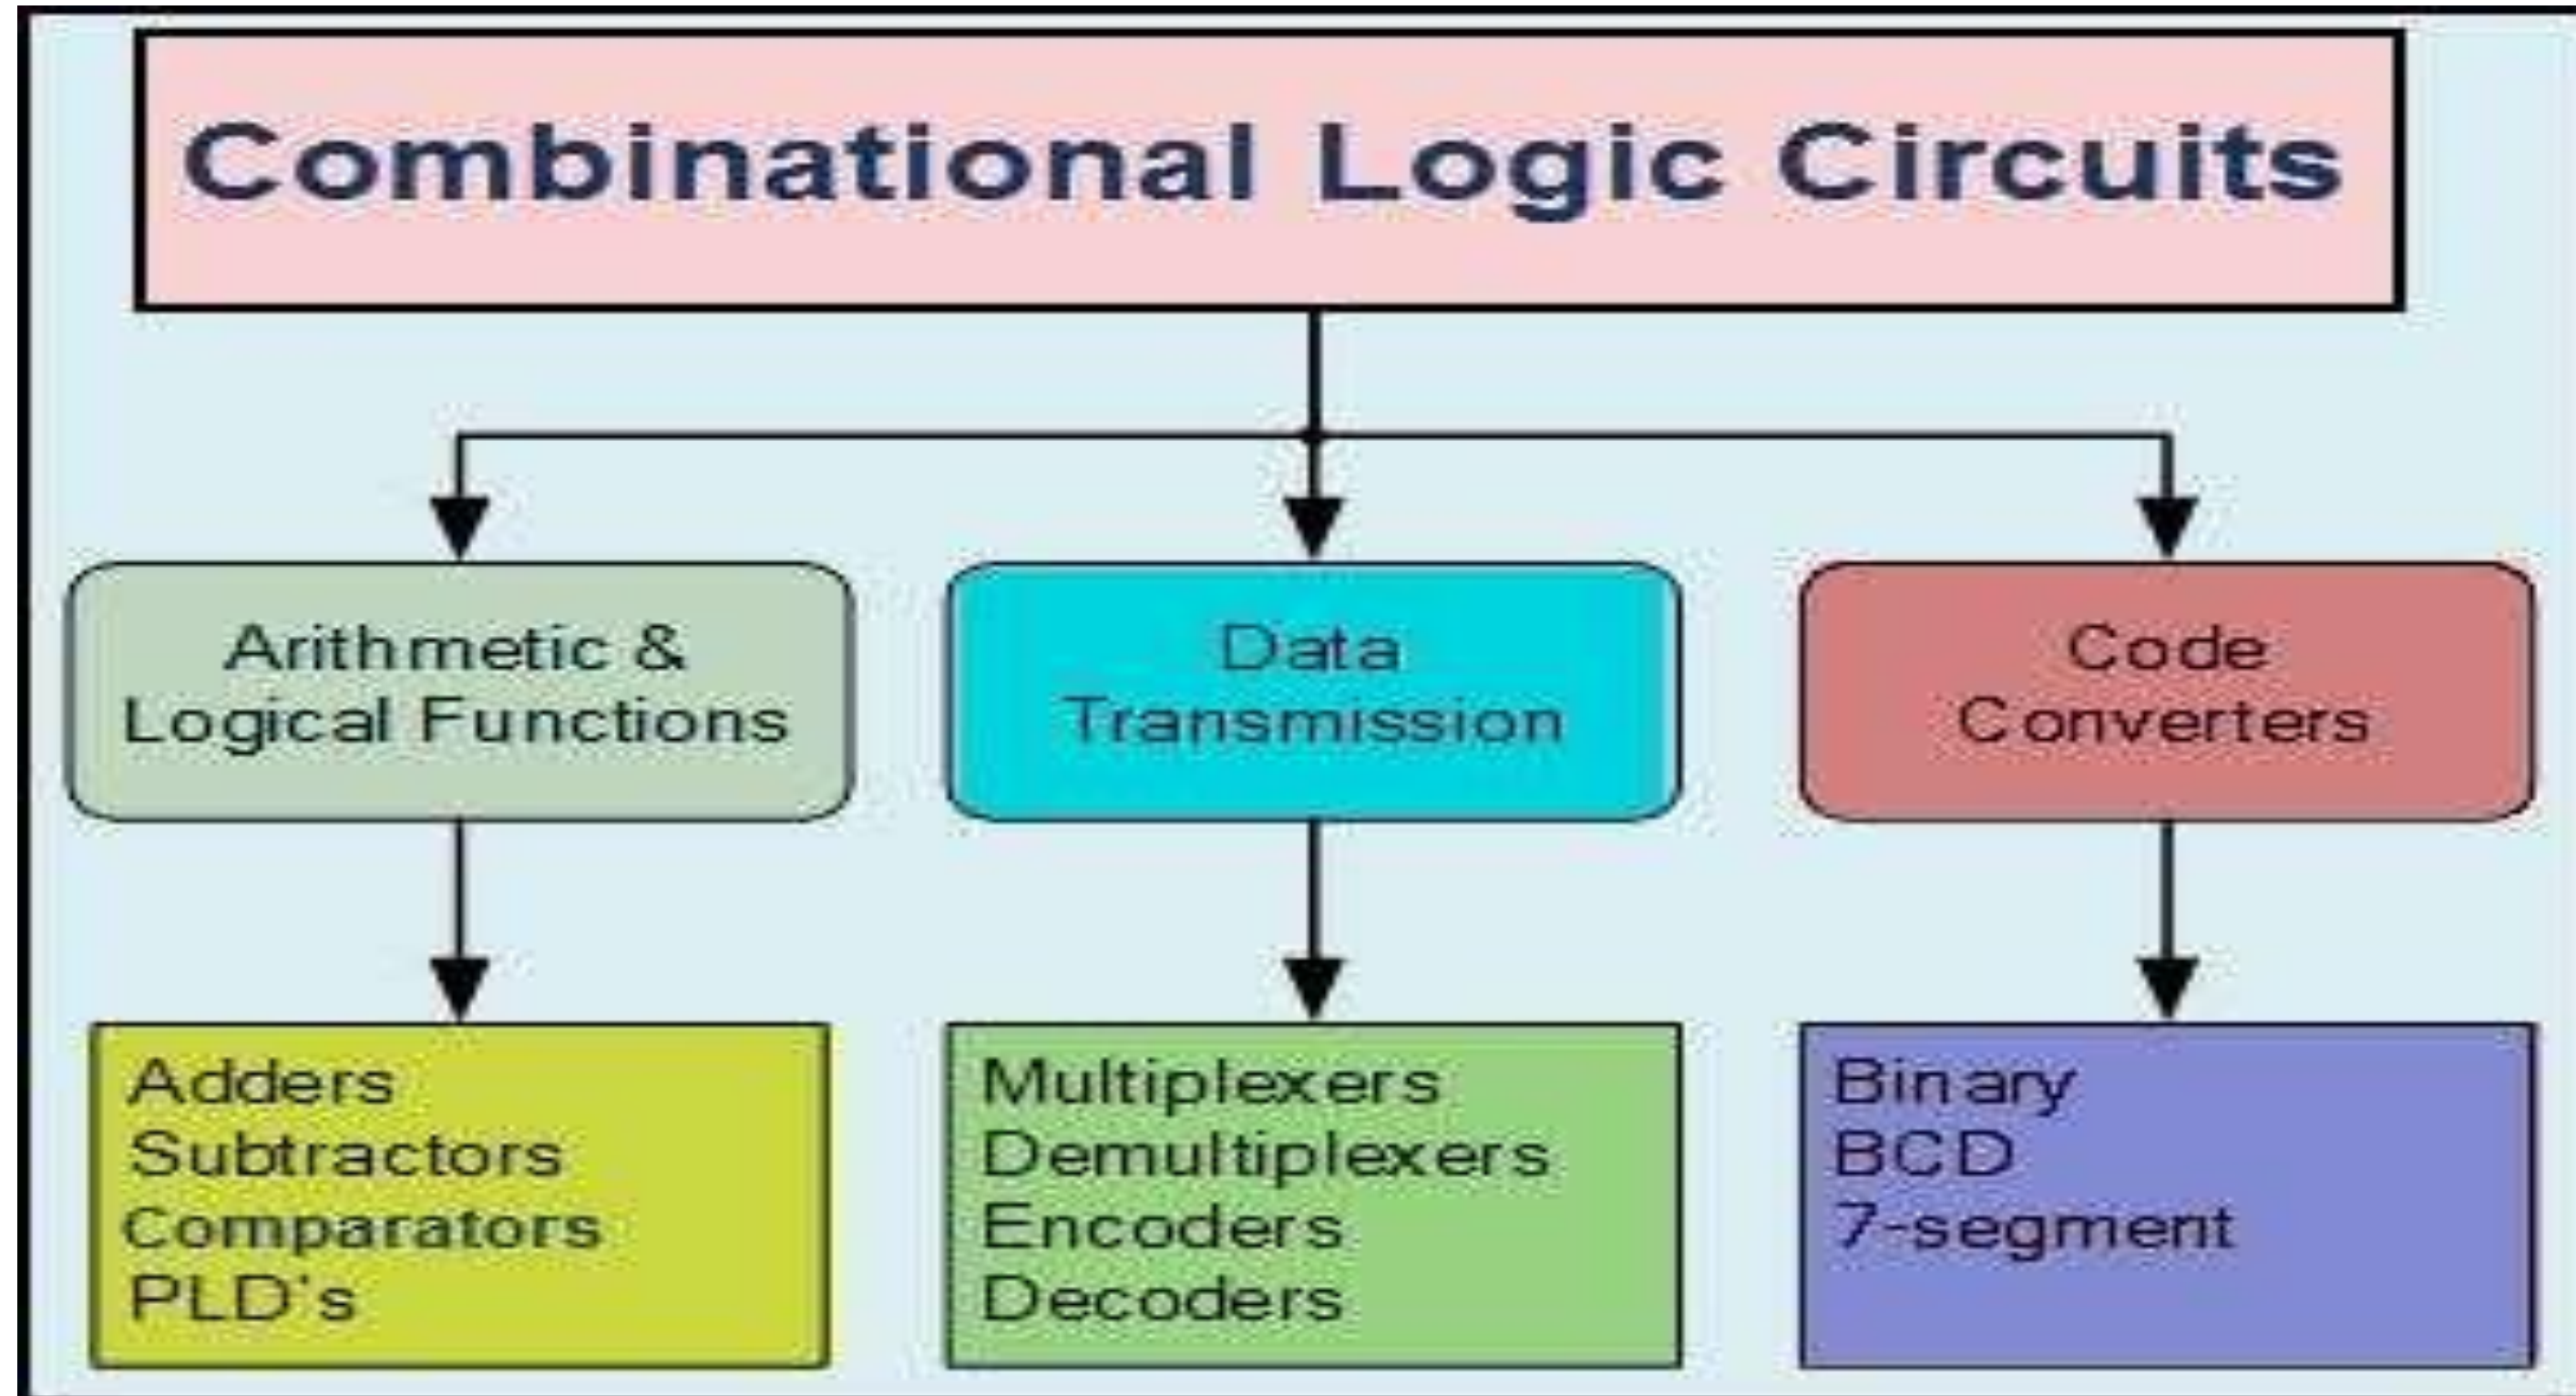 Combinational Logic Circuits
Arithmetic &
Logical Functions
Data
Transmission
Code
Converters
Adders
Subtractors
Comparators
PLD's
Multiplexers
Demultiplexers
Encoders
Decoders
Binary
BCD
7-segment